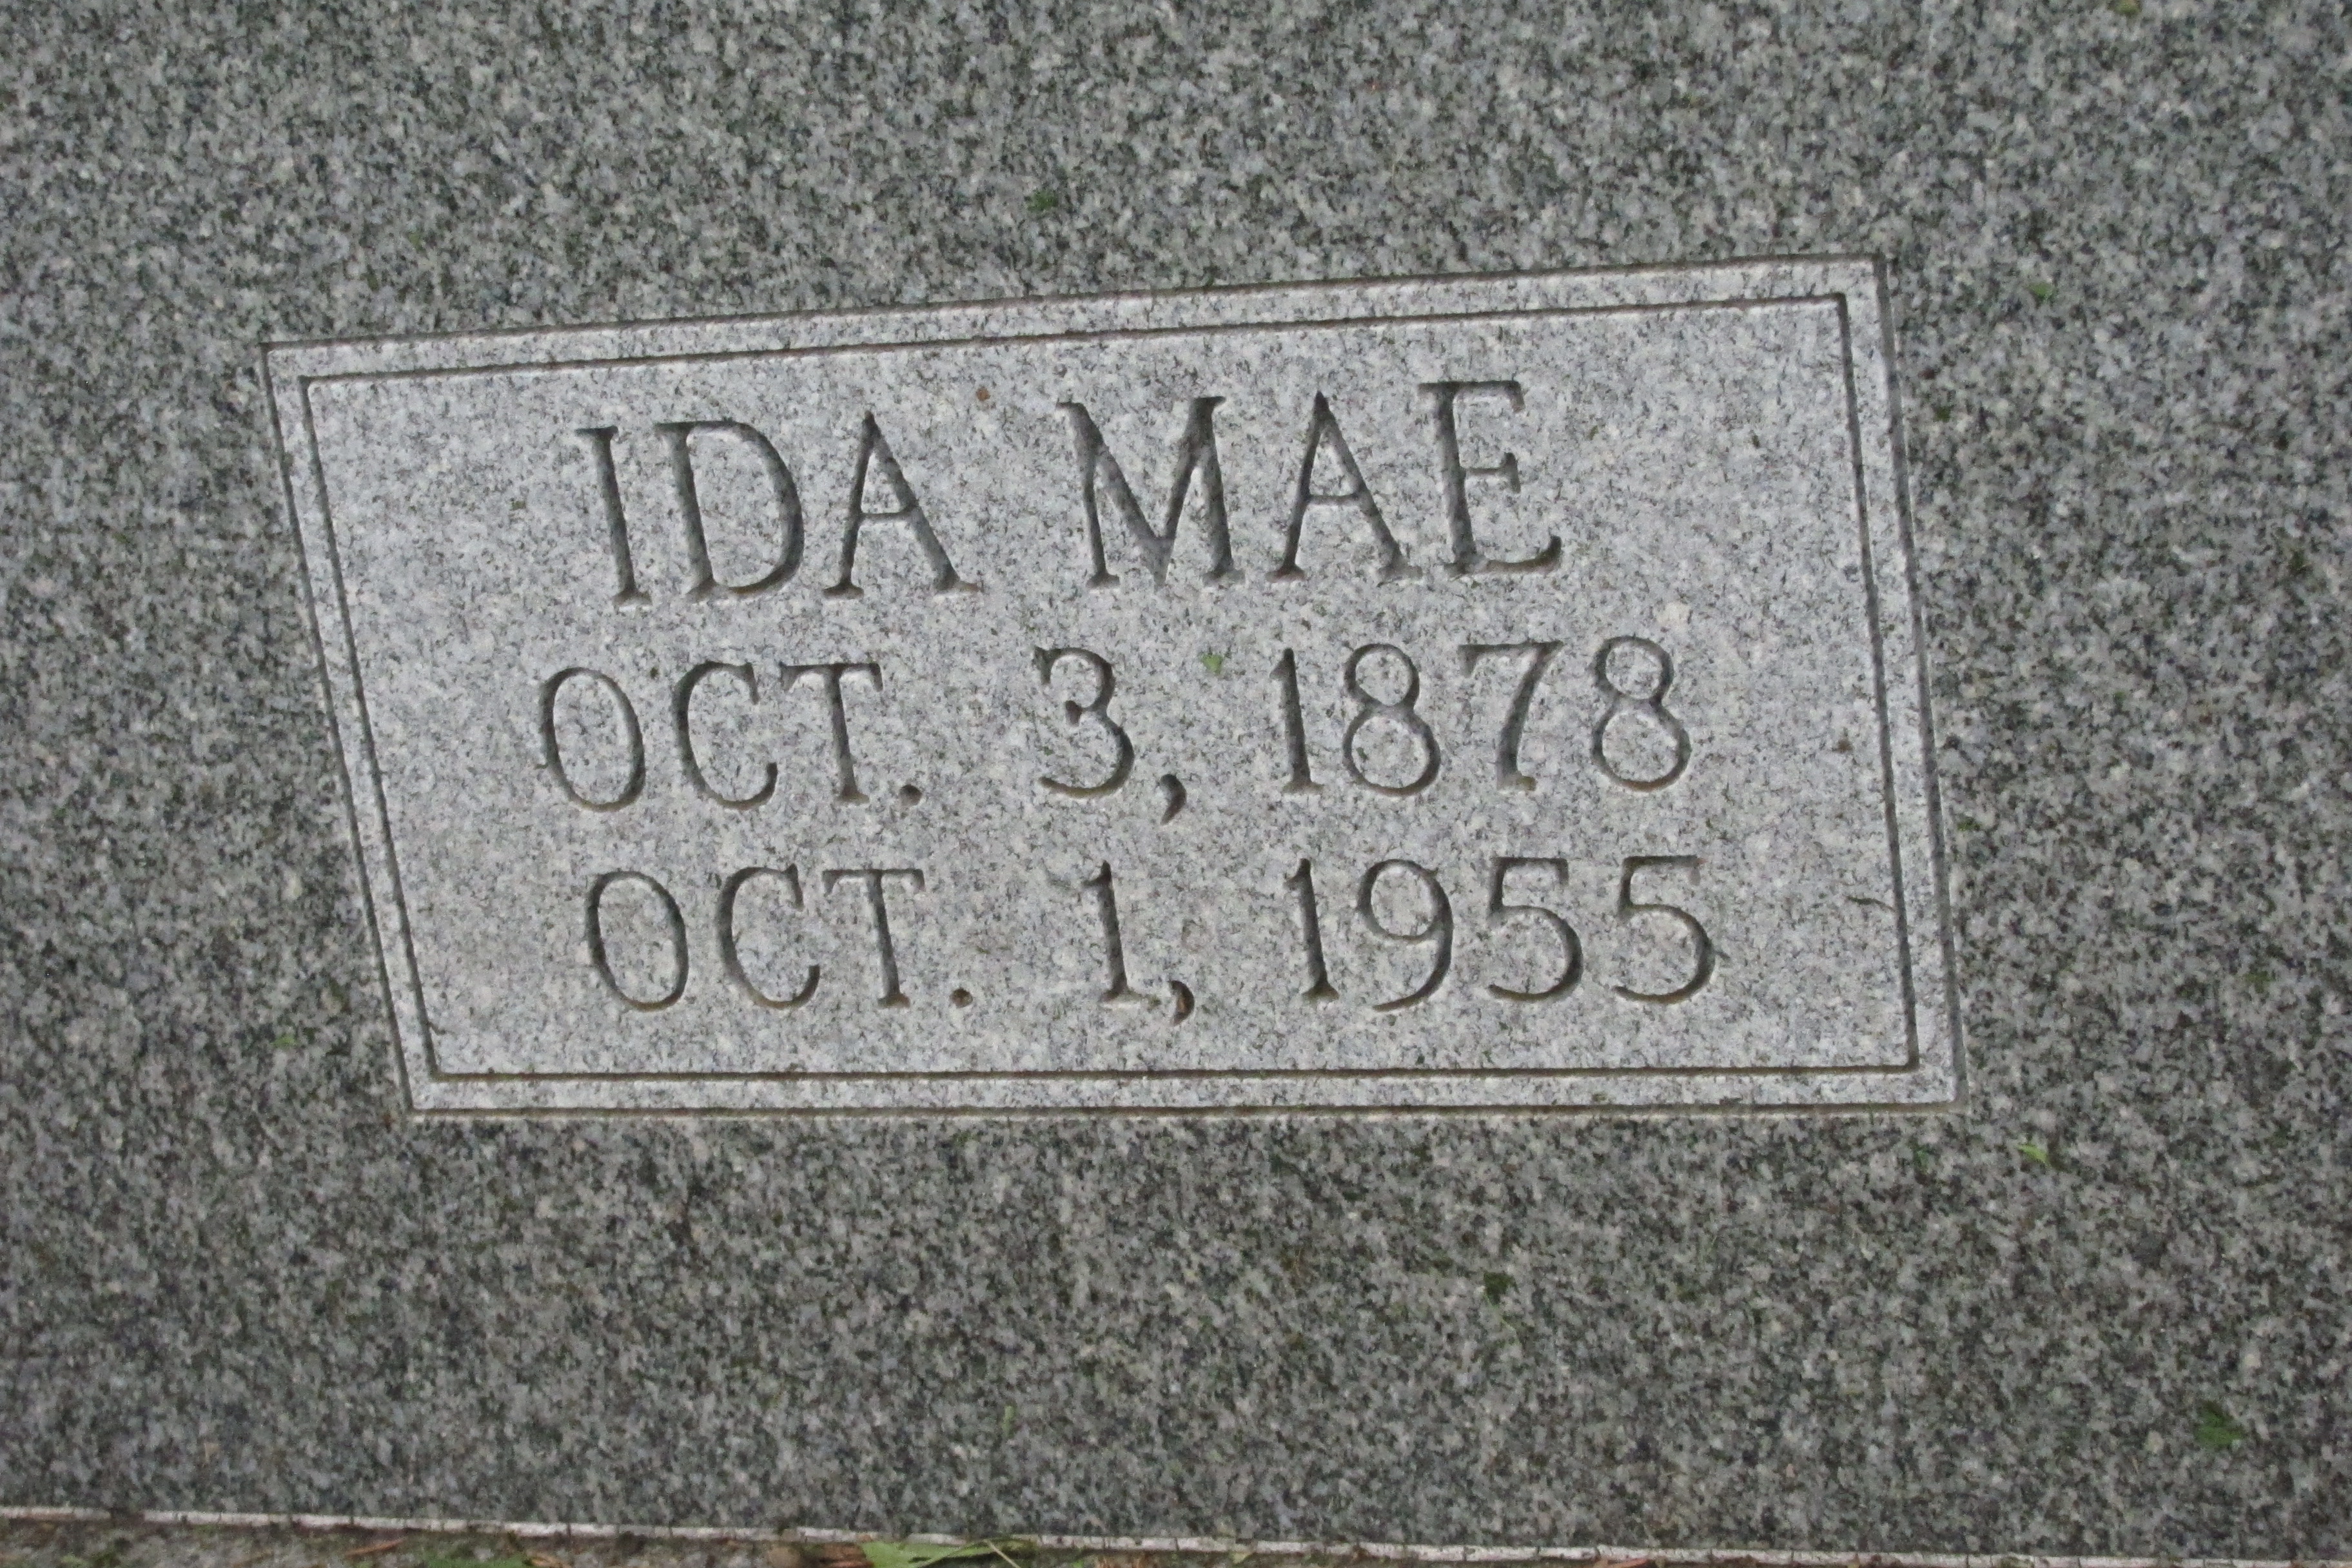 IDA MAE
OCT. 3, 1878
OCT. 1, 1955